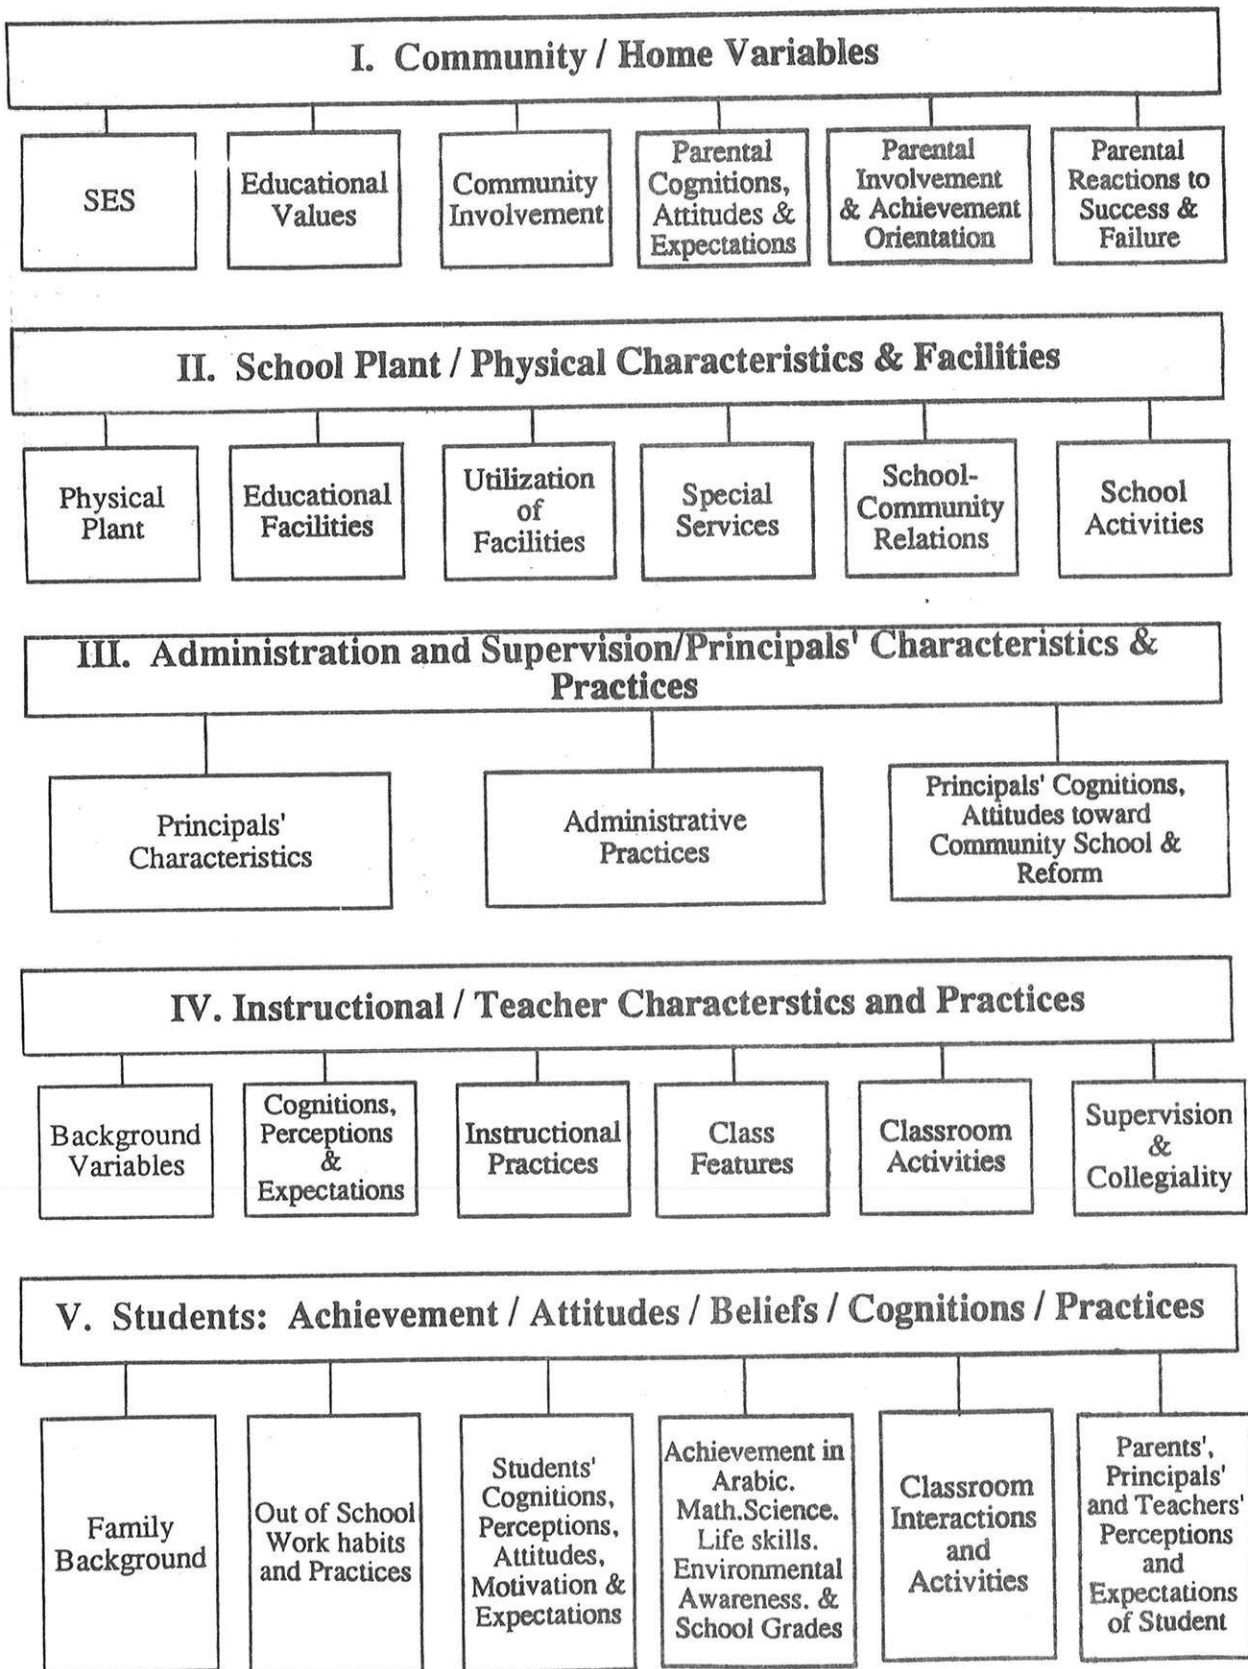 I. Community / Home Variables
SES
Educational
Values
Community
Involvement
Parental
Cognitions,
Attitudes &
Expectations
Parental
Involvement
& Achievement
Orientation
Parental
Reactions to
Success &
Failure
II. School Plant / Physical Characteristics & Facilities
Physical
Plant
Educational
Facilities
Utilization
of
Facilities
Special
Services
School-
Community
Relations
School
Activities
III. Administration and Supervision/Principals' Characteristics &
Practices
Principals'
Characteristics
Administrative
Practices
Principals' Cognitions,
Attitudes toward
Community School &
Reform
IV. Instructional / Teacher Characterstics and Practices
Background
Variables
Cognitions,
Perceptions
&
Expectations
Instructional
Practices
Class
Features
Classroom
Activities
Supervision
&
Collegiality
V. Students: Achievement / Attitudes / Beliefs / Cognitions / Practices
Family
Background
Out of School
Work habits
and Practices
Students'
Cognitions,
Perceptions,
Attitudes,
Motivation &
Expectations
Achievement in
Arabic.
Math.Science.
Life skills.
Environmental
Awareness. &
School Grades
Classroom
Interactions
and
Activities
Parents',
Principals'
and Teachers'
Perceptions
and
Expectations
of Student